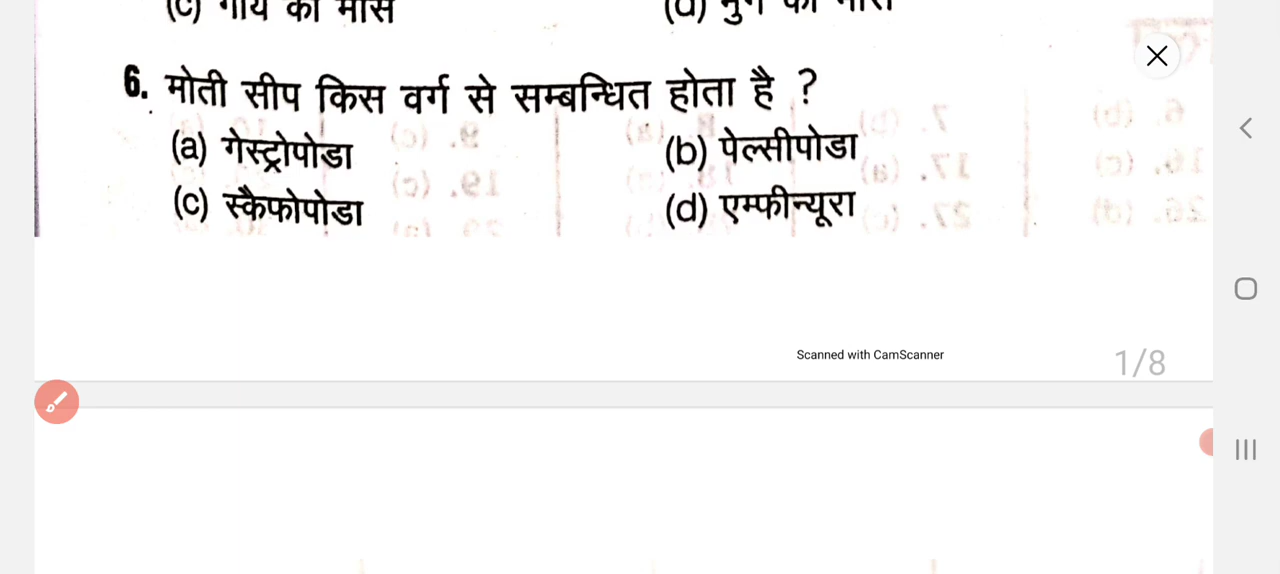 (c) गाय का मांस (d) मुर्गे का मांस
6. मोती सीप किस वर्ग से सम्बन्धित होता है ?
(a) गेस्ट्रोपोडा (b) पेल्सीपोडा
(c) स्कैफोपोडा (d) एम्फीन्यूरा
Scanned with CamScanner
1/8